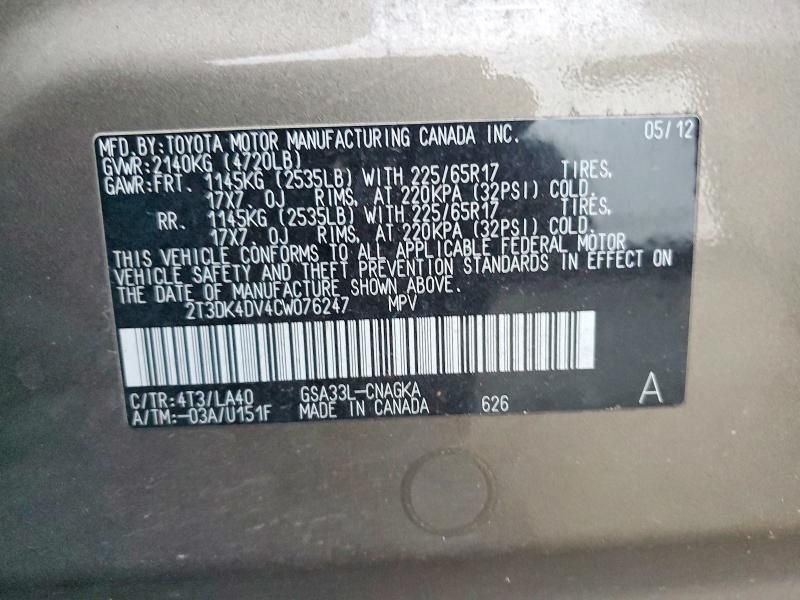 MFD.BY:TOYOTA MOTOR MANUFACTURING CANADA INC. 05/12
GVWR:2140KG (4720LB)
GAWR:FRT. 1145KG (2535LB) WITH 225/65R17 TIRES,
17X7. OJ RIMS, AT 220KPA (32PSI) COLD.
RR. 1145KG (2535LB) WITH 225/65R17 TIRES,
17X7. OJ RIMS, AT 220KPA (32PSI) COLD.
THIS VEHICLE CONFORMS TO ALL APPLICABLE FEDERAL MOTOR
VEHICLE SAFETY AND THEFT PREVENTION STANDARDS IN EFFECT ON
THE DATE OF MANUFACTURE SHOWN ABOVE.
2T3DK4DV4CW076247 MPV
C/TR:4T3/LA40 GSA33L-CNAGKA
A/TM:-03A/U151F MADE IN CANADA 626 A